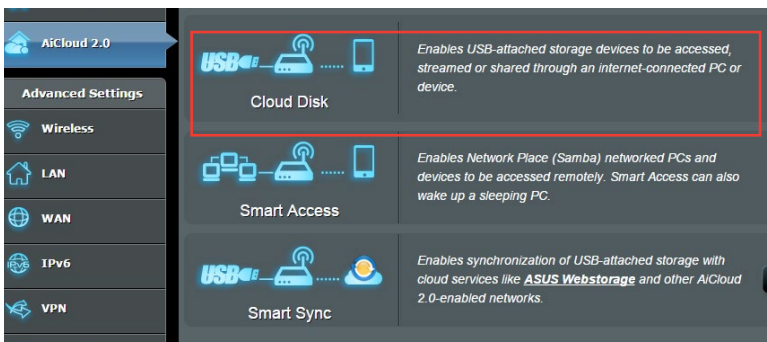 AiCloud 2.0
Advanced Settings
Wireless
LAN
WAN
IPv6
IPv6
VPN
USB
Cloud Disk
Enables USB-attached storage devices to be accessed,
streamed or shared through an internet-connected PC or
device.
Smart Access
Enables Network Place (Samba) networked PCs and
devices to be accessed remotely. Smart Access can also
wake up a sleeping PC.
USB
Smart Sync
Enables synchronization of USB-attached storage with
cloud services like ASUS Webstorage and other AiCloud
2.0-enabled networks.